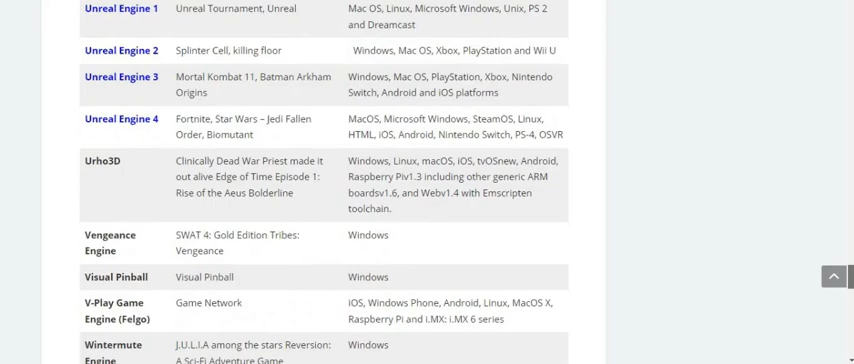 Unreal Engine 1 Unreal Tournament, Unreal Mac OS, Linux, Microsoft Windows, Unix, PS 2
and Dreamcast
Unreal Engine 2 Splinter Cell, killing floor Windows, Mac OS, Xbox, PlayStation and Wii U
Unreal Engine 3 Mortal Kombat 11, Batman Arkham Windows, Mac OS, PlayStation, Xbox, Nintendo
Origins Switch, Android and iOS platforms
Unreal Engine 4 Fortnite, Star Wars – Jedi Fallen MacOS, Microsoft Windows, SteamOS, Linux,
Order, Biomutant HTML, iOS, Android, Nintendo Switch, PS-4, OSVR
Urho3D Clinically Dead War Priest made it Windows, Linux, macOS, iOS, tvOSnew, Android,
out alive Edge of Time Episode 1: Raspberry Piv1.3 including other generic ARM
Rise of the Aeus Bolderline boardsv1.6, and Webv1.4 with Emscripten
toolchain.
Vengeance SWAT 4: Gold Edition Tribes: Windows
Engine Vengeance
Visual Pinball Visual Pinball Windows
V-Play Game Game Network iOS, Windows Phone, Android, Linux, MacOS X,
Engine (Felgo) Raspberry Pi and i.MX: i.MX 6 series
Wintermute J.U.L.I.A among the stars Reversion: Windows
Engine A Sci-Fi Adventure Game